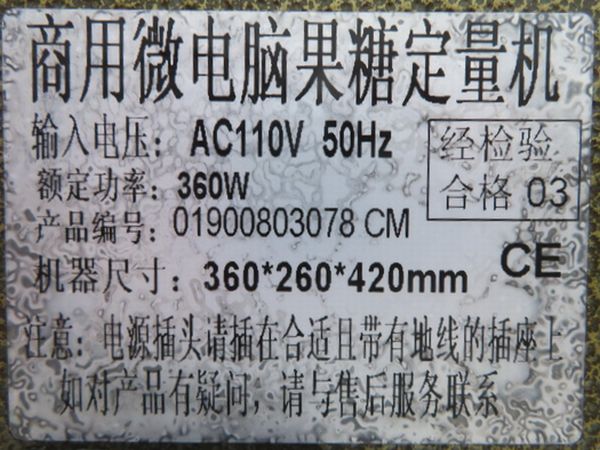 商用微电脑果糖定量机
输入电压：AC110V 50Hz
额定功率：360W
经检验
合格 03
产品编号：01900803078 CM
机器尺寸：360*260*420mm
CE
注意：电源插头请插在合适且带有地线的插座上
如对产品有疑问，请与售后服务联系